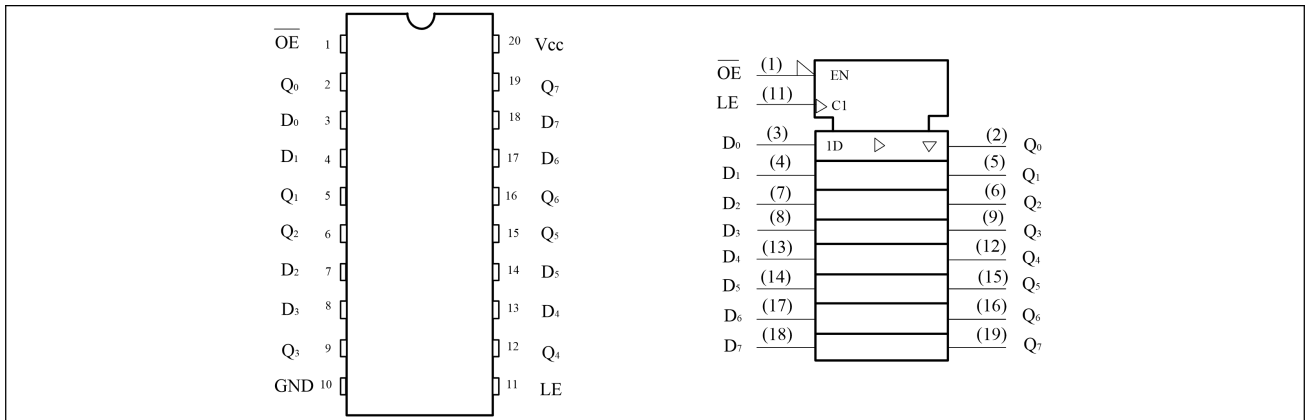 OE 1 20 Vcc
Q0 2 19 Q7
D0 3 18 D7
D1 4 17 D6
Q1 5 16 Q6
Q2 6 15 Q5
D2 7 14 D5
D3 8 13 D4
Q3 9 12 Q4
GND 10 11 LE
OE (1) EN
LE (11) C1
D0 (3) 1D (2) Q0
D1 (4) (5) Q1
D2 (7) (6) Q2
D3 (8) (9) Q3
D4 (13) (12) Q4
D5 (14) (15) Q5
D6 (17) (16) Q6
D7 (18) (19) Q7